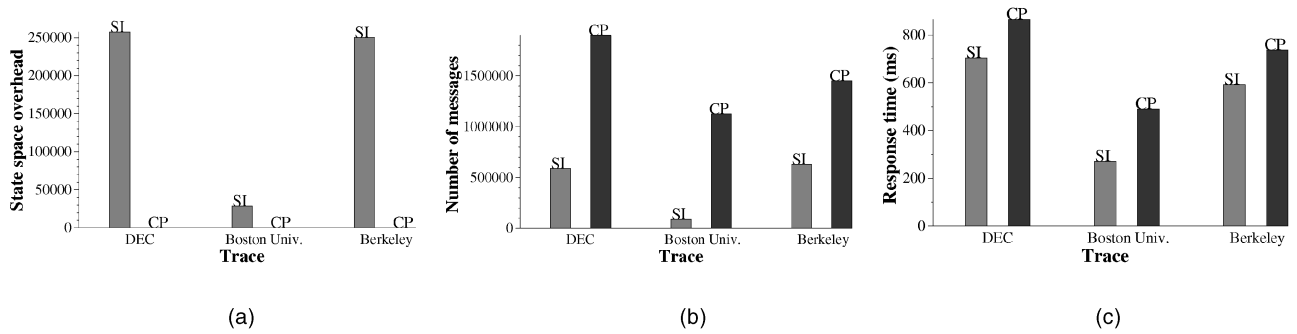 State space overhead
250000
200000
150000
100000
50000
0
SI
CP
SI
CP
SI
CP
DEC
Boston Univ.
Berkeley
Trace
(a)
Number of messages
1500000
1000000
500000
0
SI
CP
SI
CP
SI
CP
DEC
Boston Univ.
Berkeley
Trace
(b)
Response time (ms)
800
600
400
200
0
SI
CP
SI
CP
SI
CP
DEC
Boston Univ.
Berkeley
Trace
(c)